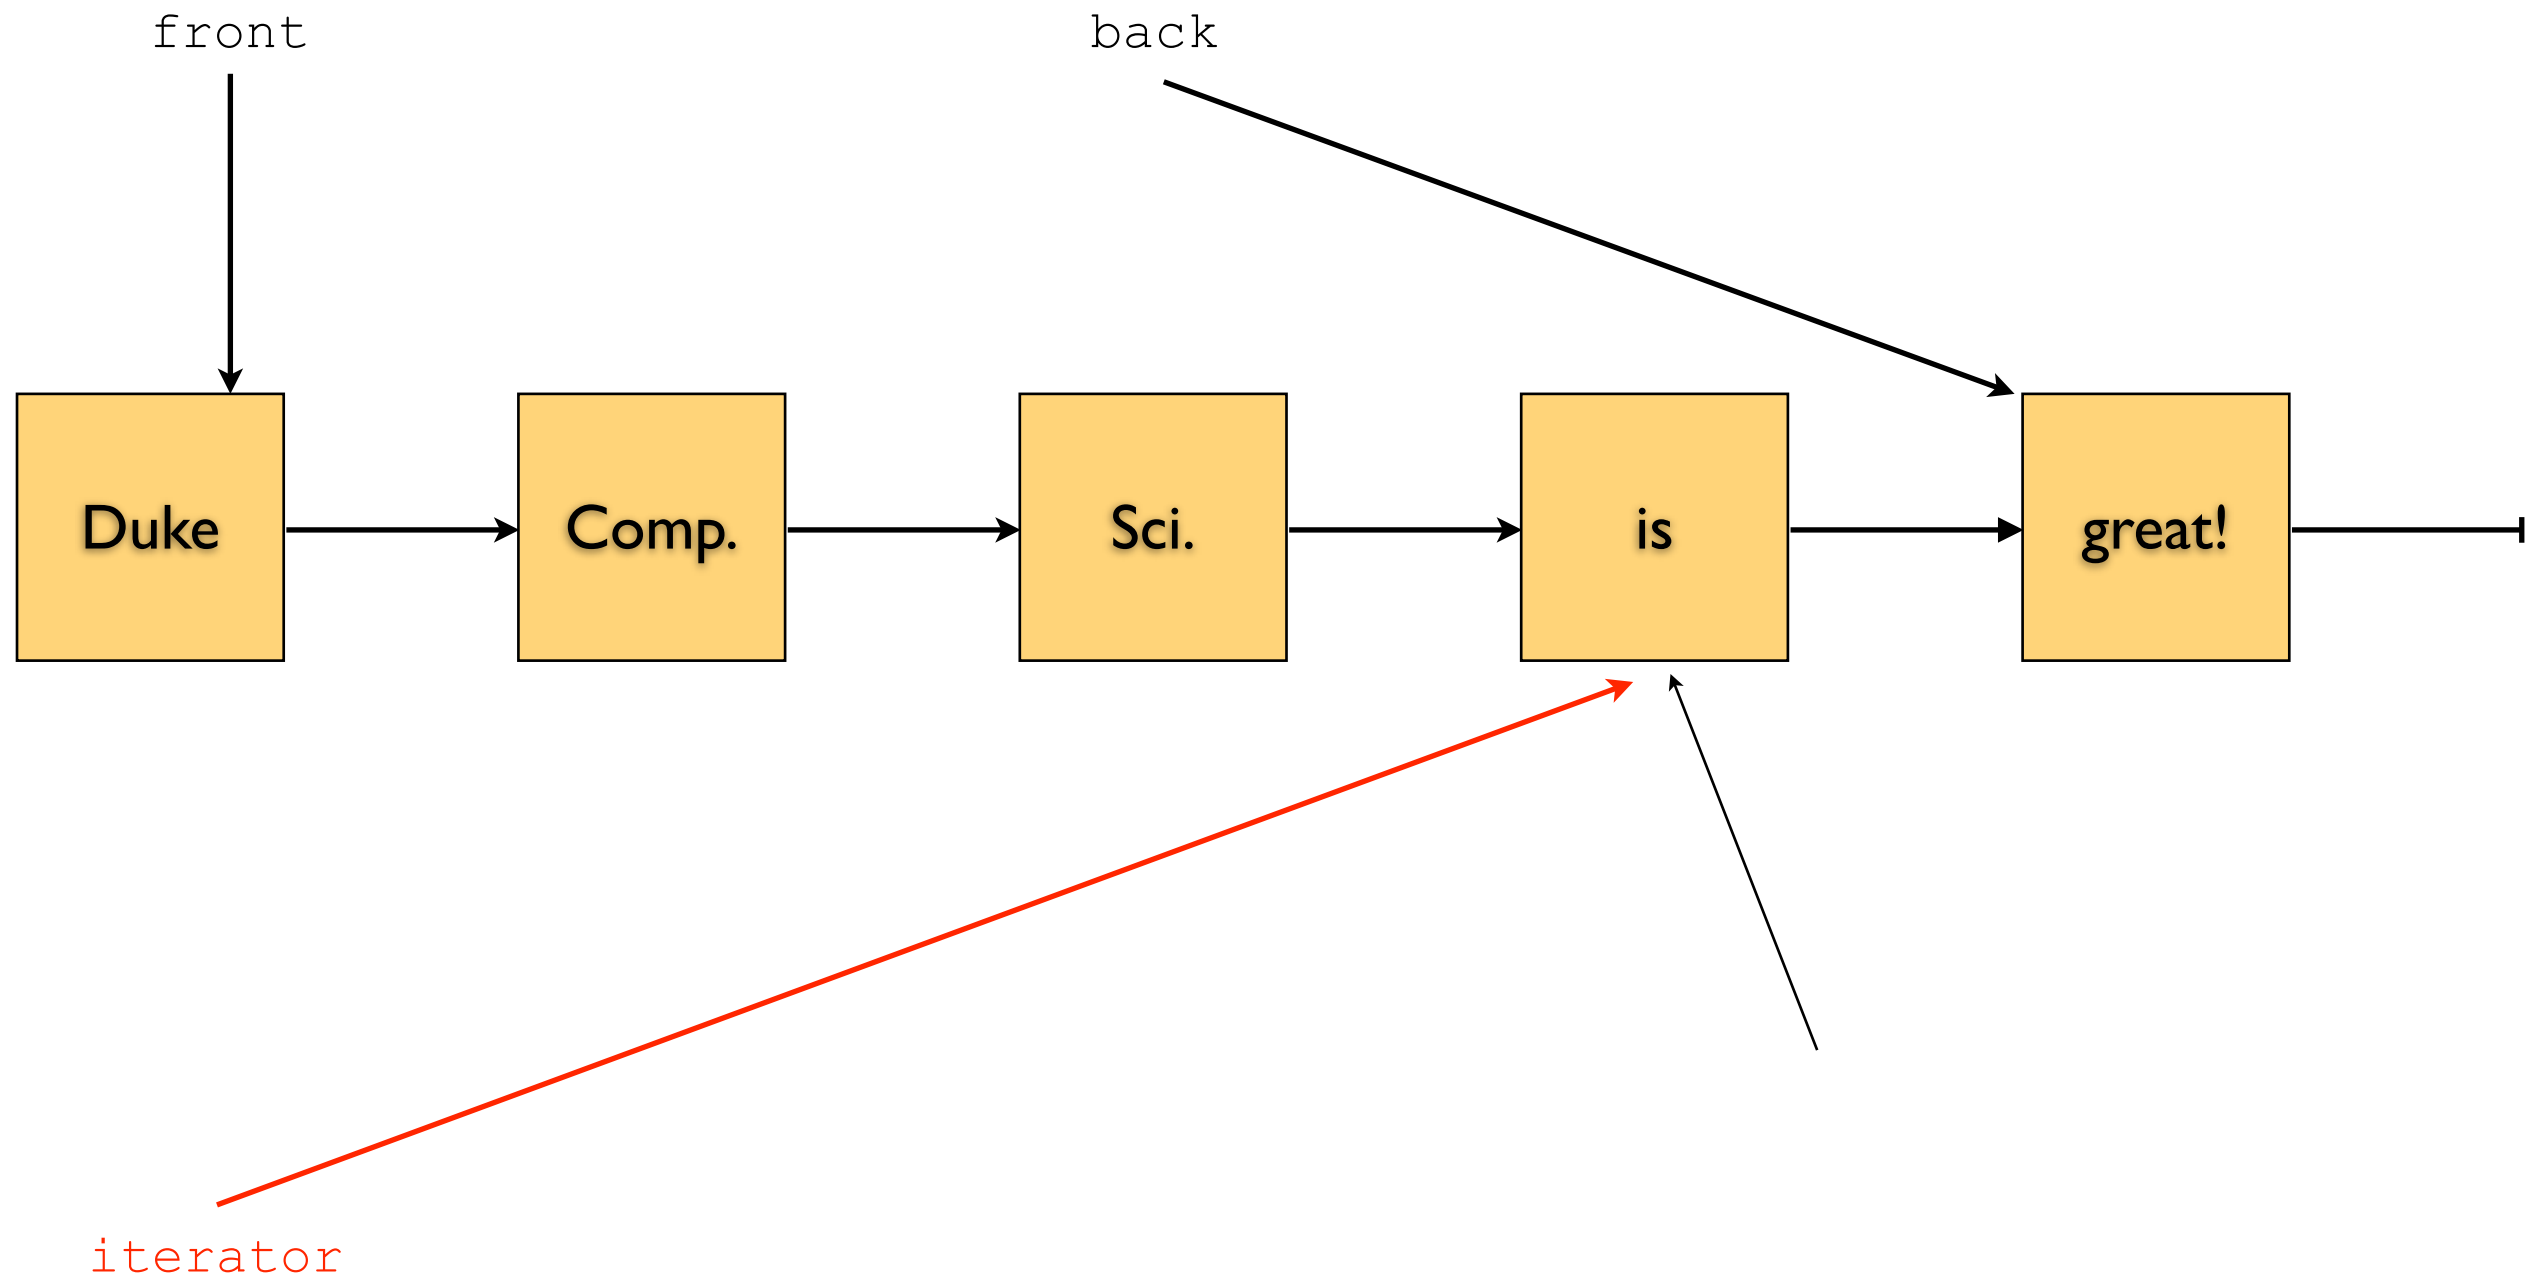 front
back
Duke
Comp.
Sci.
is
great!
iterator